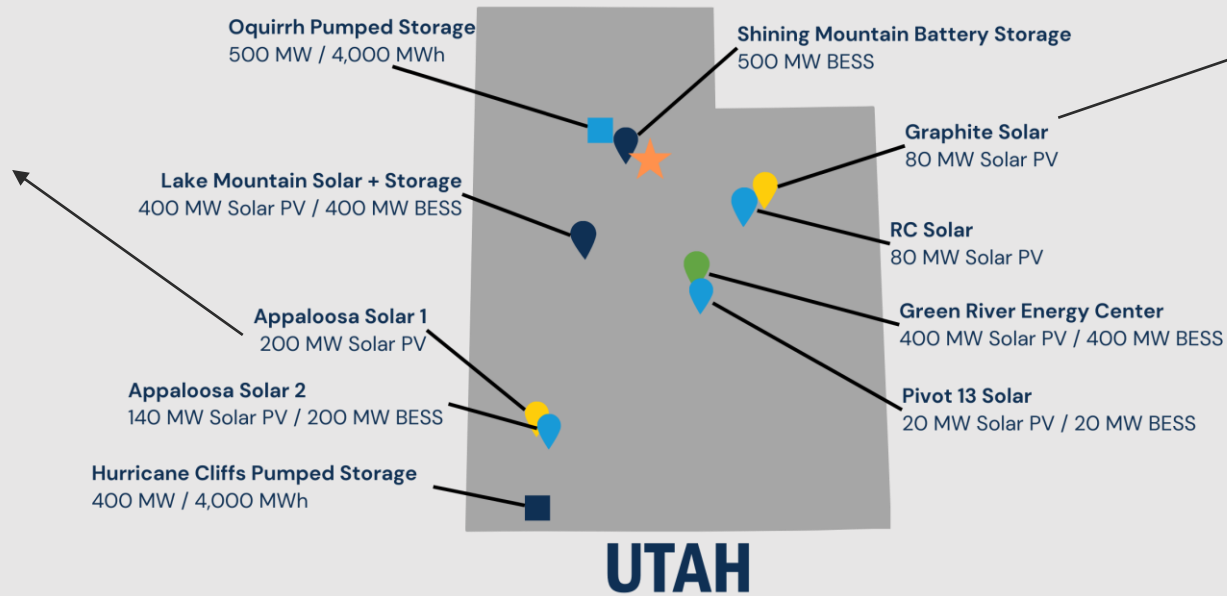 Oquirrh Pumped Storage
500 MW / 4,000 MWh
Shining Mountain Battery Storage
500 MW BESS
Graphite Solar
80 MW Solar PV
Lake Mountain Solar + Storage
400 MW Solar PV / 400 MW BESS
RC Solar
80 MW Solar PV
Green River Energy Center
400 MW Solar PV / 400 MW BESS
Appaloosa Solar 1
200 MW Solar PV
Appaloosa Solar 2
140 MW Solar PV / 200 MW BESS
Pivot 13 Solar
20 MW Solar PV / 20 MW BESS
Hurricane Cliffs Pumped Storage
400 MW / 4,000 MWh
UTAH